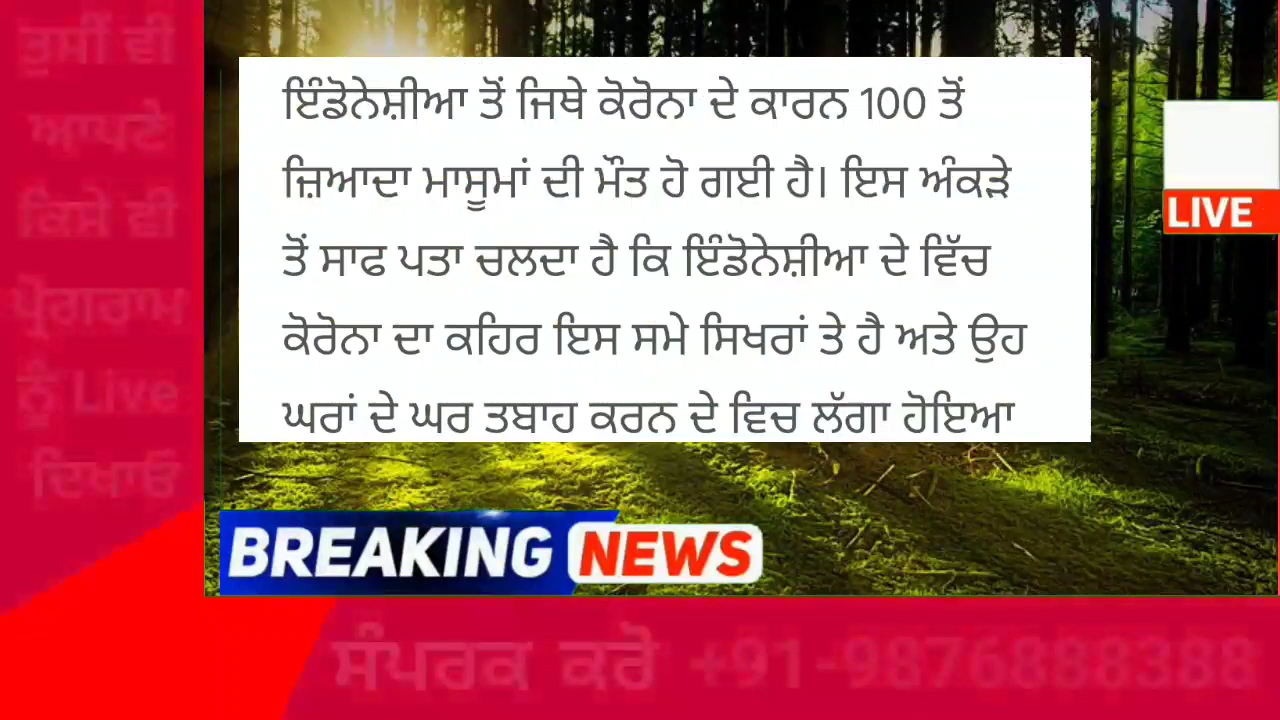 ਤੁਸੀਂ ਵੀ
ਆਪਣੇ
ਕਿਸੇ ਵੀ
ਪ੍ਰੋਗਰਾਮ
ਨੂੰ Live
ਦਿਖਾਓ
ਇੰਡੋਨੇਸ਼ੀਆ ਤੋਂ ਜਿਥੇ ਕੋਰੋਨਾ ਦੇ ਕਾਰਨ 100 ਤੋਂ
ਜ਼ਿਆਦਾ ਮਾਸੂਮਾਂ ਦੀ ਮੌਤ ਹੋ ਗਈ ਹੈ। ਇਸ ਅੰਕੜੇ
ਤੋਂ ਸਾਫ ਪਤਾ ਚਲਦਾ ਹੈ ਕਿ ਇੰਡੋਨੇਸ਼ੀਆ ਦੇ ਵਿੱਚ
ਕੋਰੋਨਾ ਦਾ ਕਹਿਰ ਇਸ ਸਮੇ ਸਿਖਰਾਂ ਤੇ ਹੈ ਅਤੇ ਉਹ
ਘਰਾਂ ਦੇ ਘਰ ਤਬਾਹ ਕਰਨ ਦੇ ਵਿਚ ਲੱਗਾ ਹੋਇਆ
LIVE
BREAKING NEWS
ਸੰਪਰਕ ਕਰੋ +91-9876888388